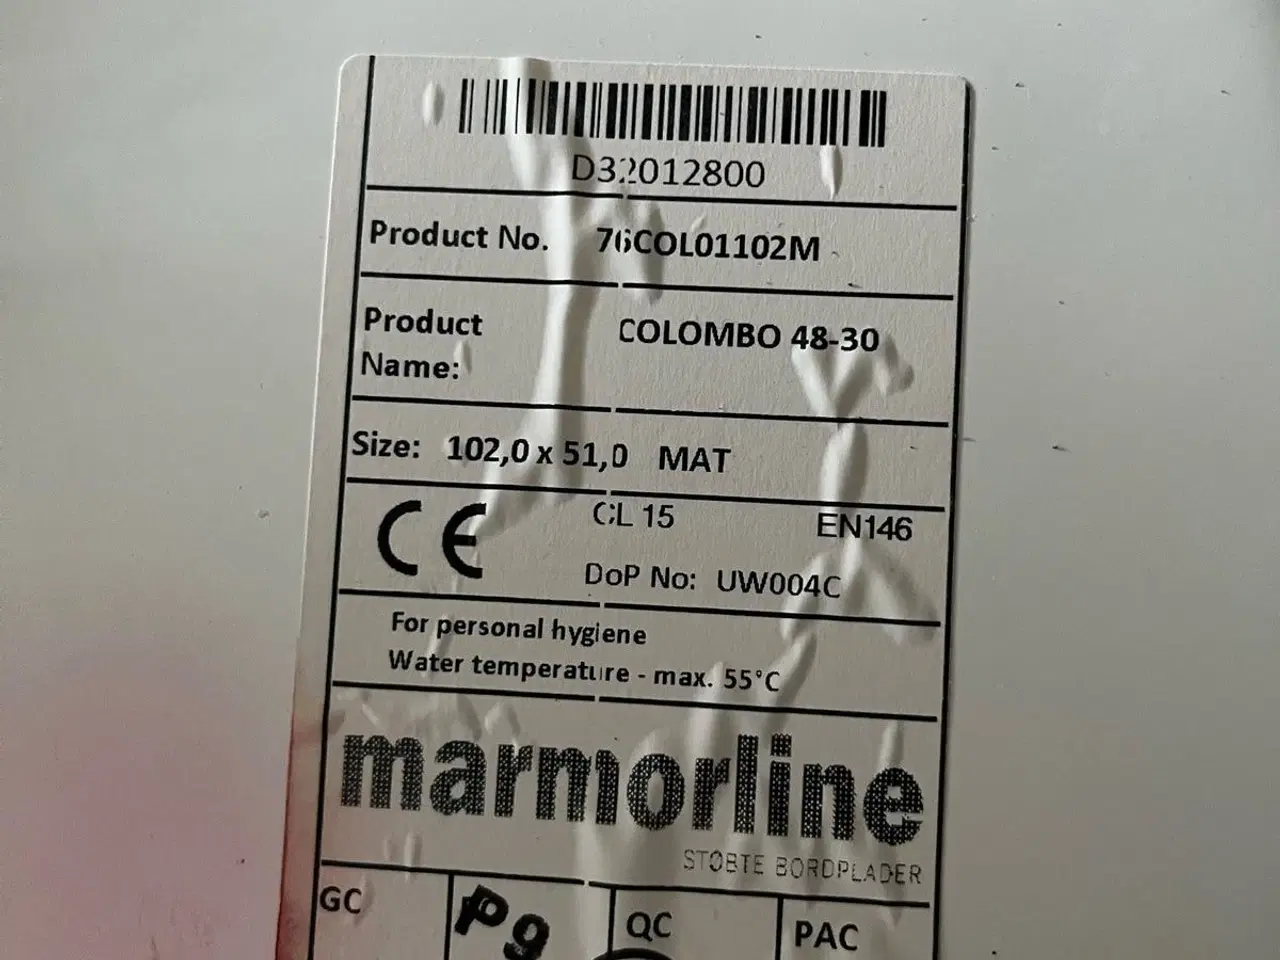 D32012800
Product No. 76COL01102M
Product Name: COLOMBO 48-30
Size: 102,0 x 51,0 MAT
CE CL 15 EN146
DoP No: UW004C
For personal hygiene
Water temperature - max. 55°C
marmorline
STØBTE BORDPLADER
GC P9 QC PAC